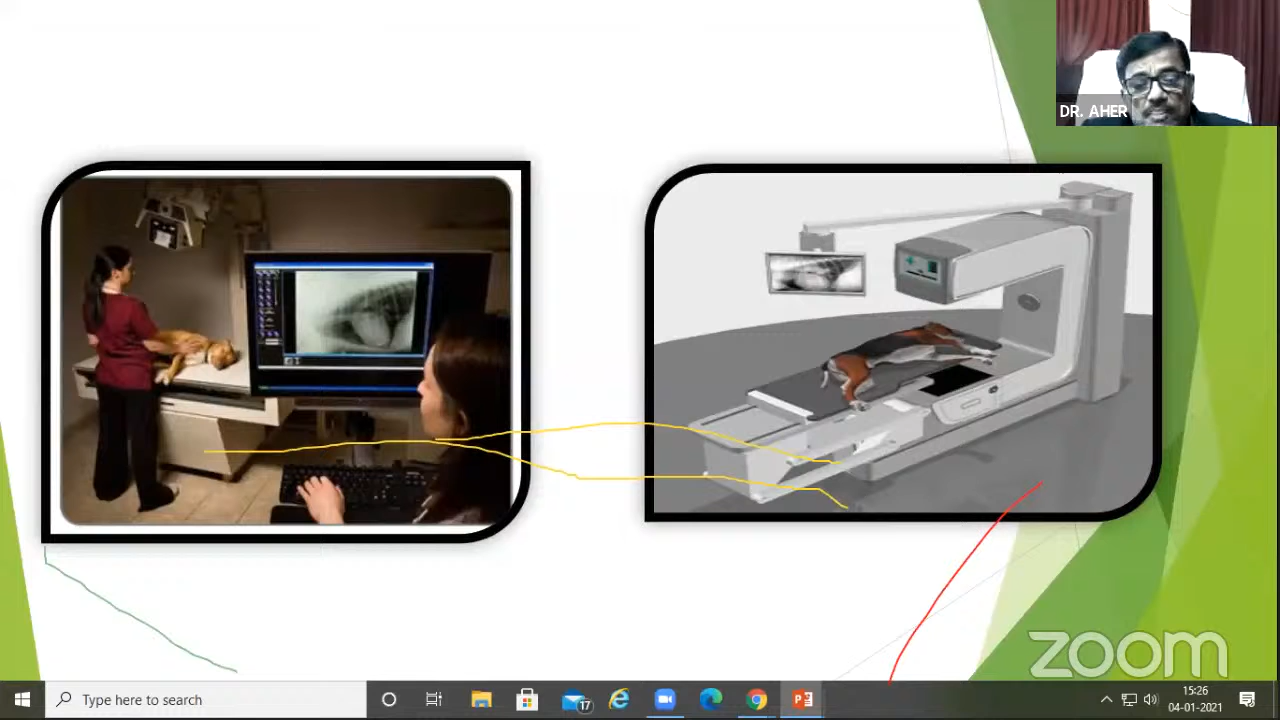 DR. AHER
zoom
Type here to search
17
15:26
04-01-2021